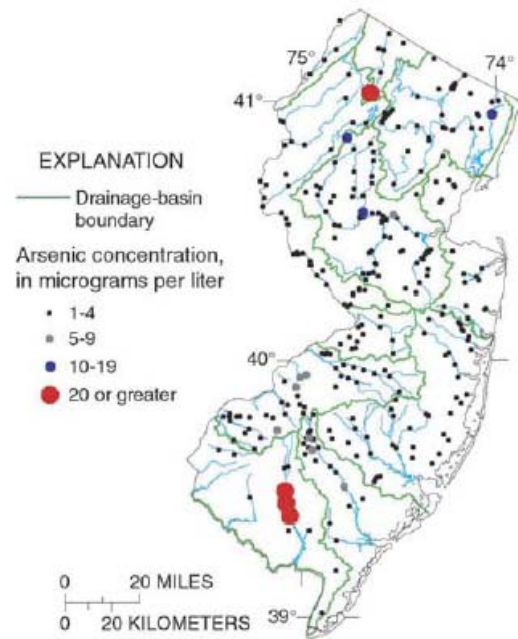 75°
74°
41°
EXPLANATION
Drainage-basin
boundary
Arsenic concentration,
in micrograms per liter
1-4
5-9
10-19
20 or greater
40°
0 20 MILES
0 20 KILOMETERS
39°